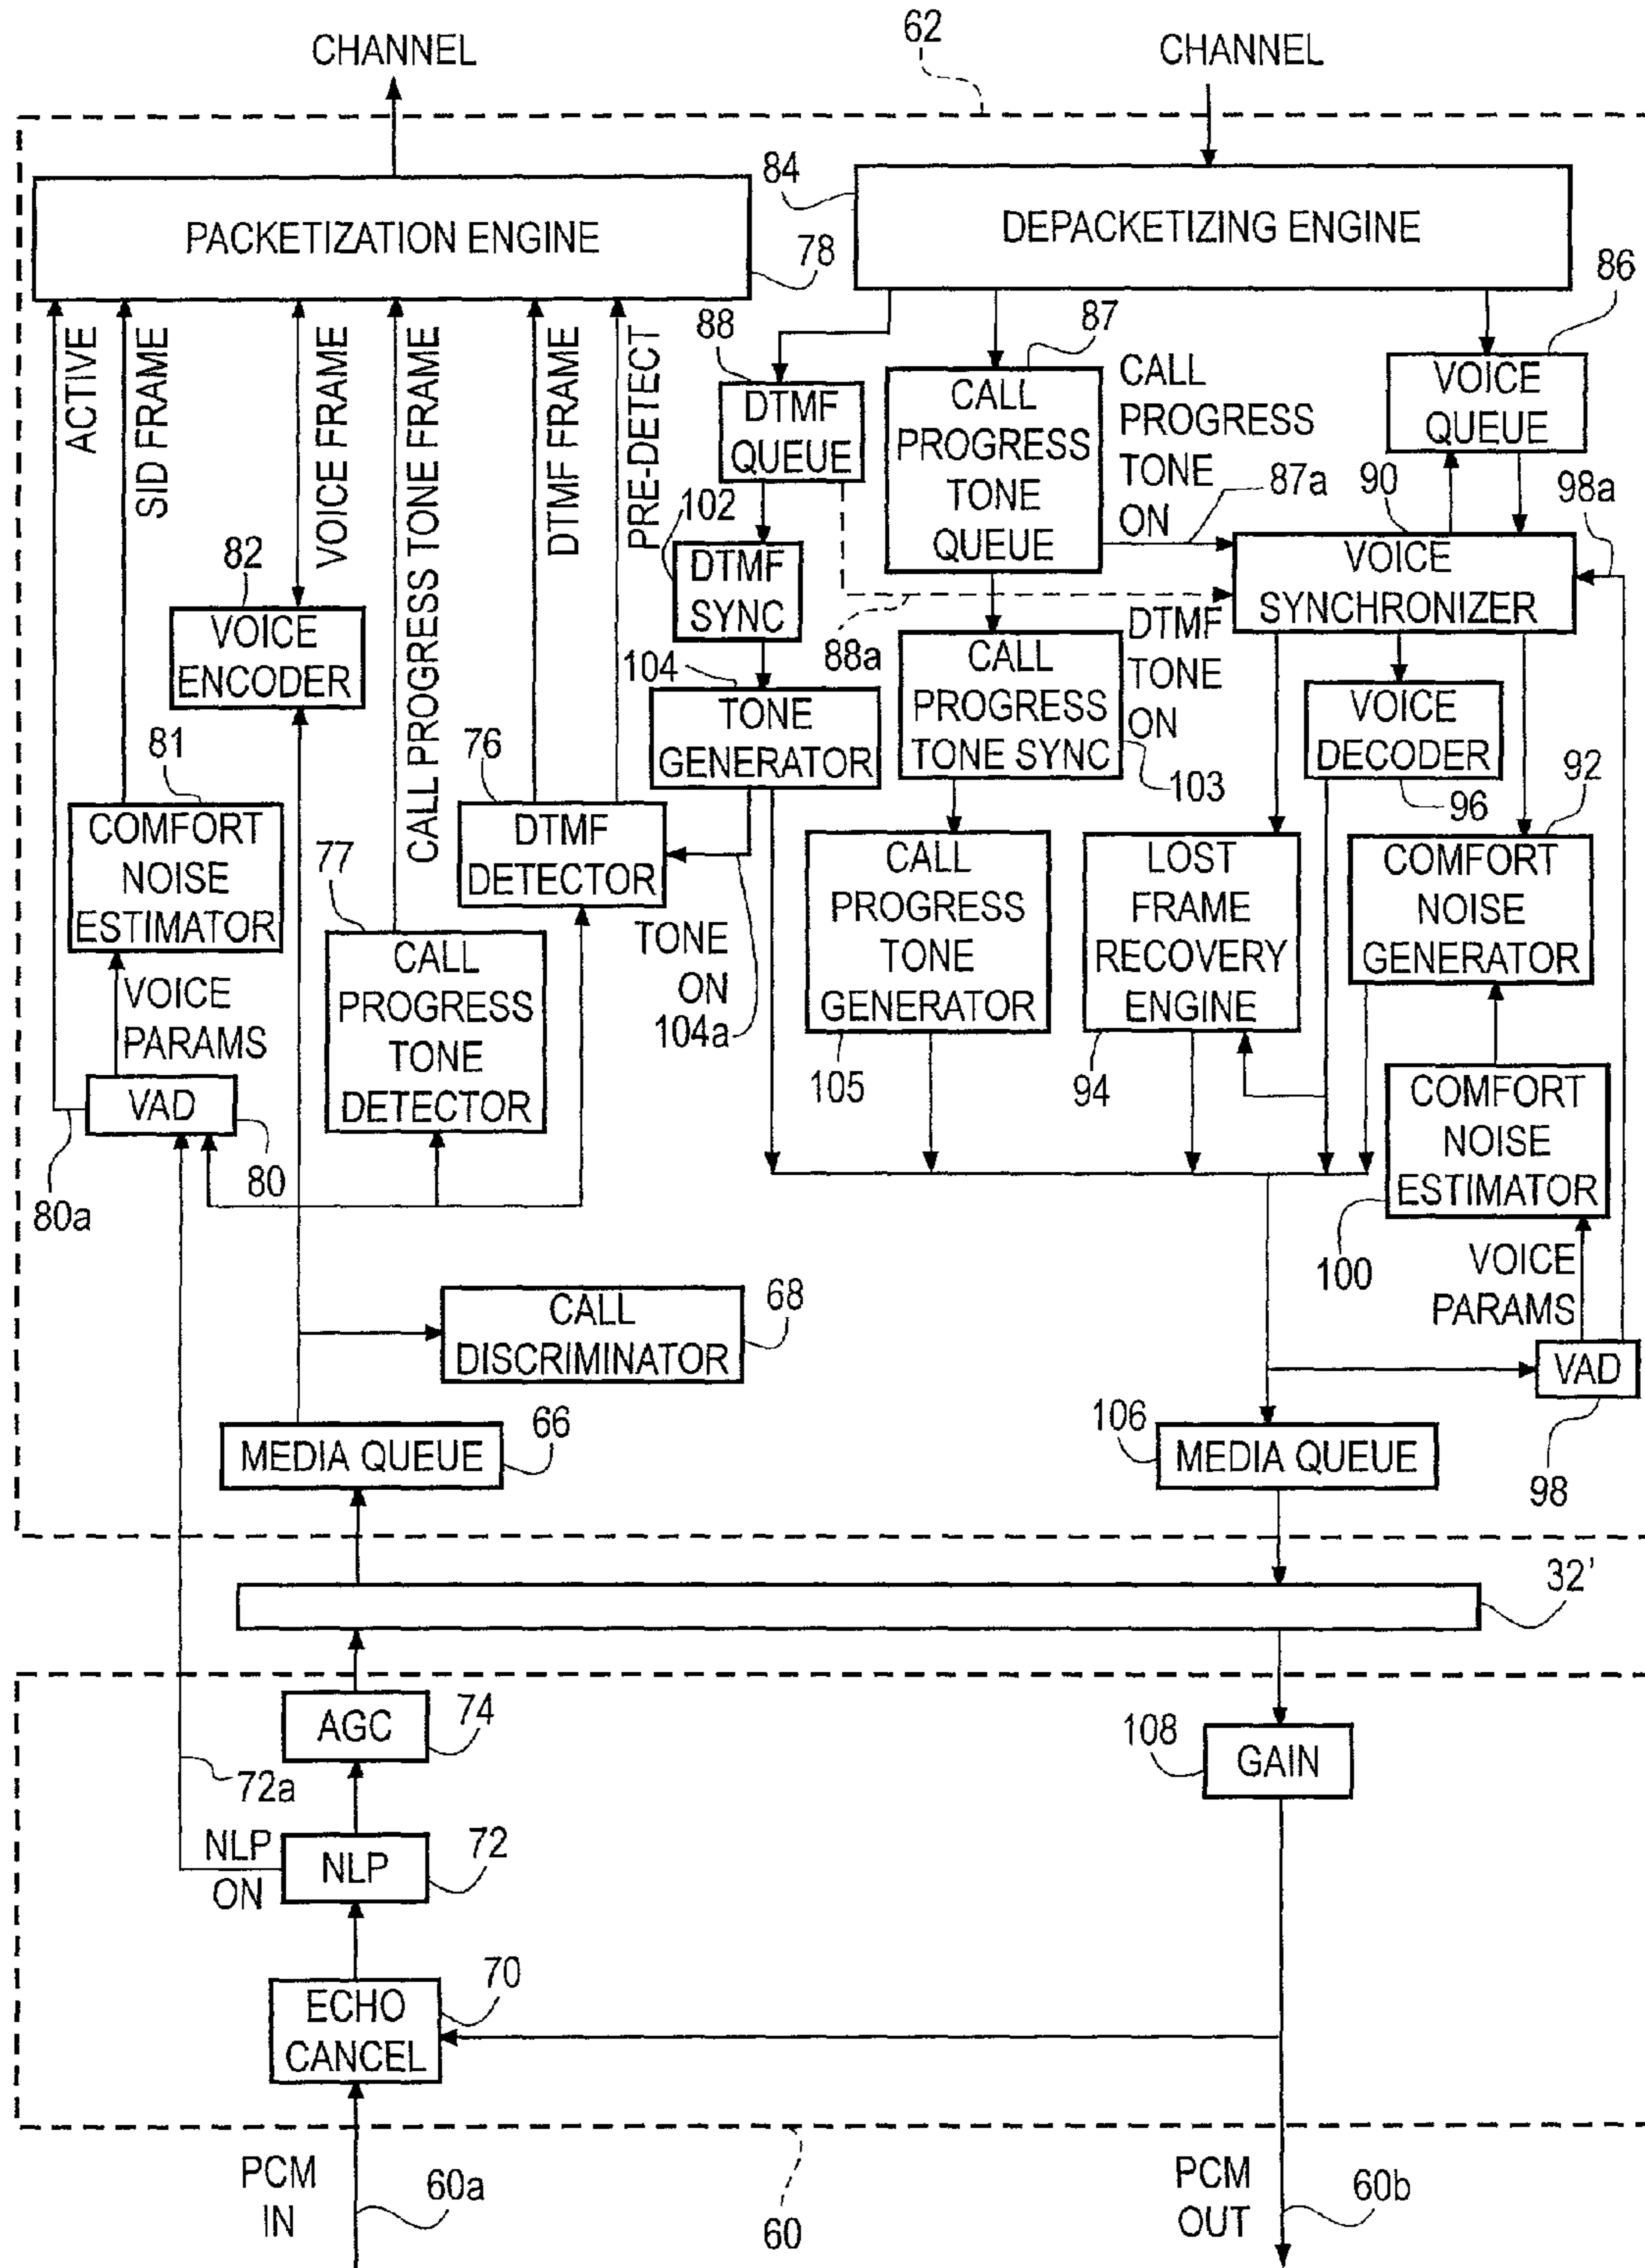 62
CHANNEL
CHANNEL
84
PACKETIZATION ENGINE
78
DEPACKETIZING ENGINE
86
ACTIVE
SID FRAME
VOICE FRAME
CALL PROGRESS TONE FRAME
DTMF FRAME
PRE-DETECT
88
DTMF
QUEUE
87
CALL
PROGRESS
TONE
QUEUE
CALL
PROGRESS
TONE
ON
87a
VOICE
QUEUE
90
98a
102
DTMF
SYNC
88a
VOICE
SYNCHRONIZER
82
VOICE
ENCODER
104
TONE
GENERATOR
CALL
PROGRESS
TONE SYNC
103
DTMF
TONE
ON
VOICE
DECODER
96
92
81
COMFORT
NOISE
ESTIMATOR
76
DTMF
DETECTOR
77
CALL
PROGRESS
TONE
DETECTOR
TONE
ON
104a
CALL
PROGRESS
TONE
GENERATOR
105
LOST
FRAME
RECOVERY
ENGINE
94
COMFORT
NOISE
GENERATOR
VOICE
PARAMS
VAD
80
80a
COMFORT
NOISE
ESTIMATOR
100
VOICE
PARAMS
CALL
DISCRIMINATOR
68
VAD
98
MEDIA QUEUE
66
106
MEDIA QUEUE
32'
AGC
74
72a
108
GAIN
NLP
ON
NLP
72
ECHO
CANCEL
70
PCM
IN
60a
60
PCM
OUT
60b